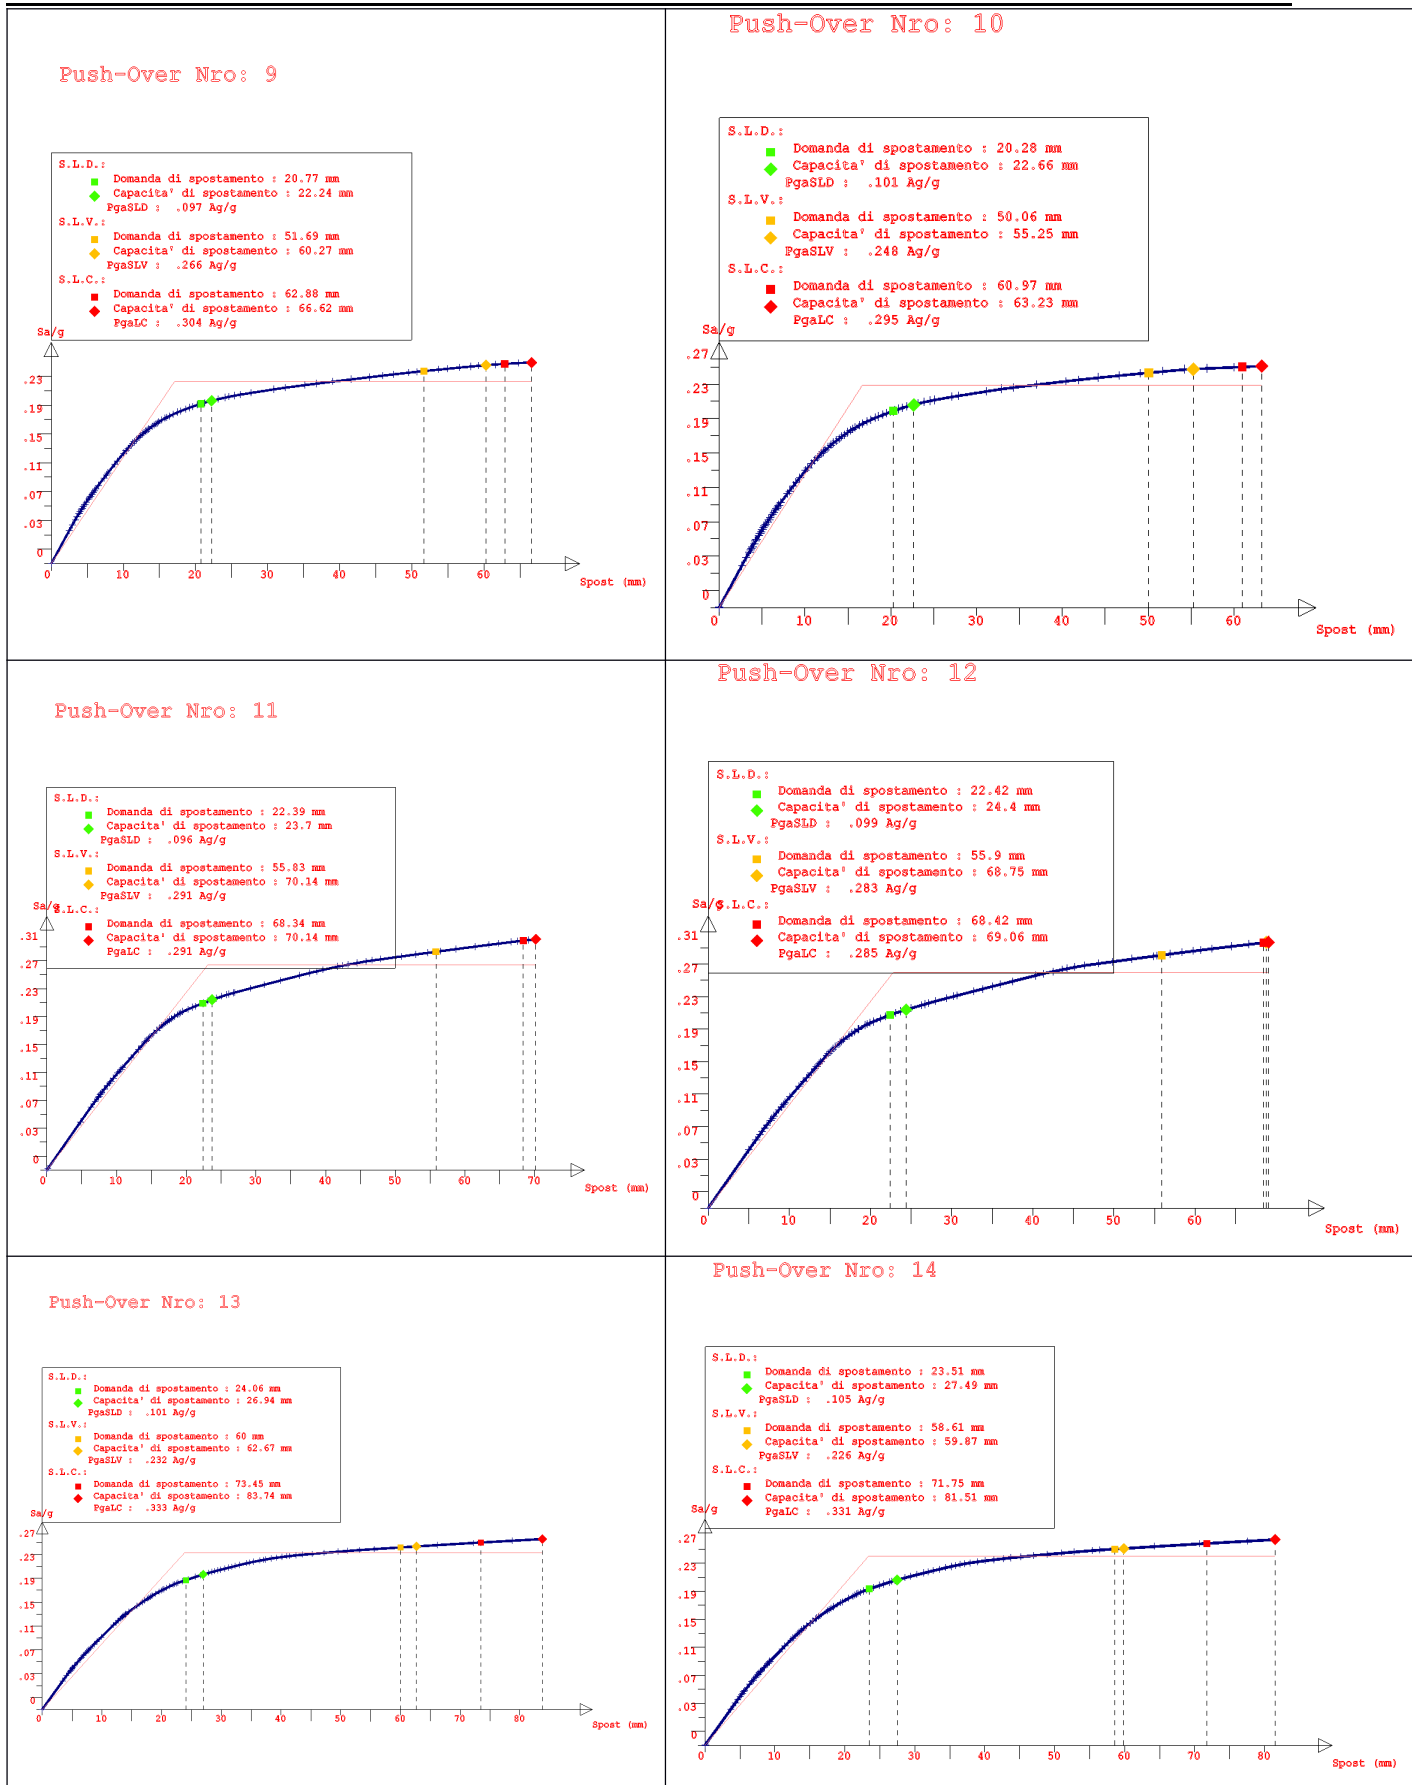 Push-Over Nro: 9
S.L.D.:
Domanda di spostamento : 20.77 mm
Capacita' di spostamento : 22.24 mm
PgaSLD : .097 Ag/g
S.L.V.:
Domanda di spostamento : 51.69 mm
Capacita' di spostamento : 60.27 mm
PgaSLV : .266 Ag/g
S.L.C.:
Domanda di spostamento : 62.88 mm
Capacita' di spostamento : 66.62 mm
PgaLC : .304 Ag/g
Sa/g
.23
.19
.15
.11
.07
.03
0
0 10 20 30 40 50 60
Spost (mm)
Push-Over Nro: 10
S.L.D.:
Domanda di spostamento : 20.28 mm
Capacita' di spostamento : 22.66 mm
PgaSLD : .101 Ag/g
S.L.V.:
Domanda di spostamento : 50.06 mm
Capacita' di spostamento : 55.25 mm
PgaSLV : .248 Ag/g
S.L.C.:
Domanda di spostamento : 60.97 mm
Capacita' di spostamento : 63.23 mm
PgaLC : .295 Ag/g
Sa/g
.27
.23
.19
.15
.11
.07
.03
0
0 10 20 30 40 50 60
Spost (mm)
Push-Over Nro: 11
S.L.D.:
Domanda di spostamento : 22.39 mm
Capacita' di spostamento : 23.7 mm
PgaSLD : .096 Ag/g
S.L.V.:
Domanda di spostamento : 55.83 mm
Capacita' di spostamento : 70.14 mm
PgaSLV : .291 Ag/g
Sa/g
S.L.C.:
Domanda di spostamento : 68.34 mm
Capacita' di spostamento : 70.14 mm
PgaLC : .291 Ag/g
.31
.27
.23
.19
.15
.11
.07
.03
0
0 10 20 30 40 50 60 70
Spost (mm)
Push-Over Nro: 12
S.L.D.:
Domanda di spostamento : 22.42 mm
Capacita' di spostamento : 24.4 mm
PgaSLD : .099 Ag/g
S.L.V.:
Domanda di spostamento : 55.9 mm
Capacita' di spostamento : 68.75 mm
PgaSLV : .283 Ag/g
Sa/g
S.L.C.:
Domanda di spostamento : 68.42 mm
Capacita' di spostamento : 69.06 mm
PgaLC : .285 Ag/g
.31
.27
.23
.19
.15
.11
.07
.03
0
0 10 20 30 40 50 60
Spost (mm)
Push-Over Nro: 13
S.L.D.:
Domanda di spostamento : 24.06 mm
Capacita' di spostamento : 26.94 mm
PgaSLD : .101 Ag/g
S.L.V.:
Domanda di spostamento : 60 mm
Capacita' di spostamento : 62.67 mm
PgaSLV : .232 Ag/g
S.L.C.:
Domanda di spostamento : 73.45 mm
Capacita' di spostamento : 83.74 mm
PgaLC : .333 Ag/g
Sa/g
.27
.23
.19
.15
.11
.07
.03
0
0 10 20 30 40 50 60 70 80
Spost (mm)
Push-Over Nro: 14
S.L.D.:
Domanda di spostamento : 23.51 mm
Capacita' di spostamento : 27.49 mm
PgaSLD : .105 Ag/g
S.L.V.:
Domanda di spostamento : 58.61 mm
Capacita' di spostamento : 59.87 mm
PgaSLV : .226 Ag/g
S.L.C.:
Domanda di spostamento : 71.75 mm
Capacita' di spostamento : 81.51 mm
PgaLC : .331 Ag/g
Sa/g
.27
.23
.19
.15
.11
.07
.03
0
0 10 20 30 40 50 60 70 80
Spost (mm)